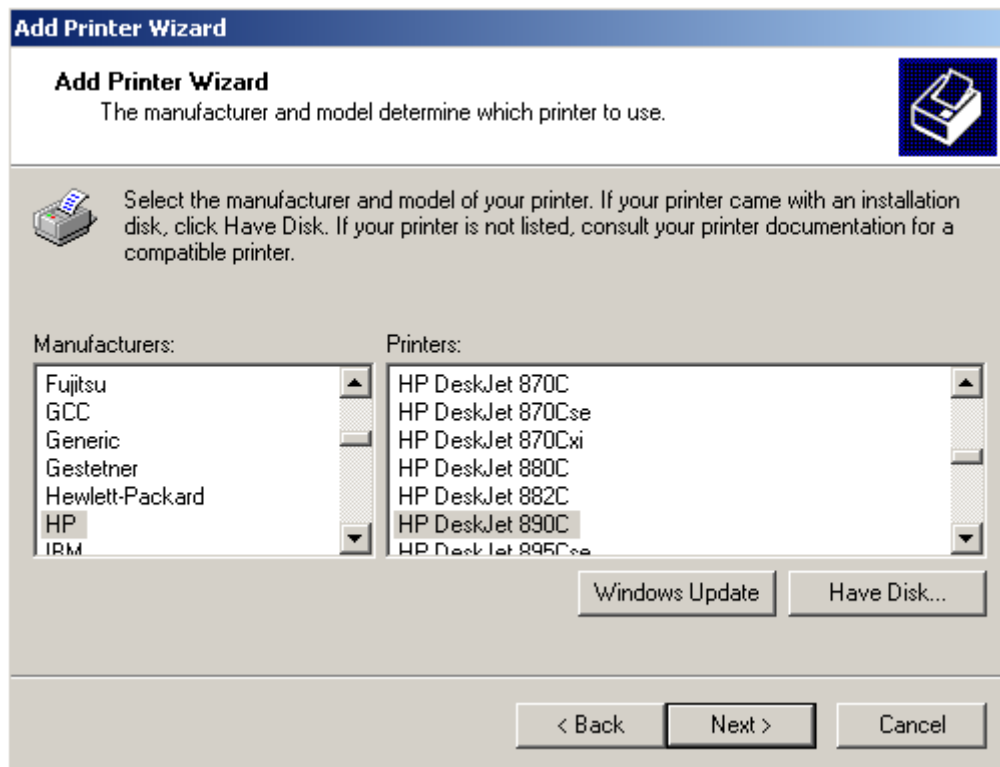 Add Printer Wizard
Add Printer Wizard
The manufacturer and model determine which printer to use.
Select the manufacturer and model of your printer. If your printer came with an installation
disk, click Have Disk. If your printer is not listed, consult your printer documentation for a
compatible printer.
Manufacturers:
Fujitsu
GCC
Generic
Gestetner
Hewlett-Packard
HP
IBM
Printers:
HP DeskJet 870C
HP DeskJet 870Cse
HP DeskJet 870Cxi
HP DeskJet 880C
HP DeskJet 882C
HP DeskJet 890C
HP DeskJet 895Cse
Windows Update
Have Disk...
< Back
Next >
Cancel